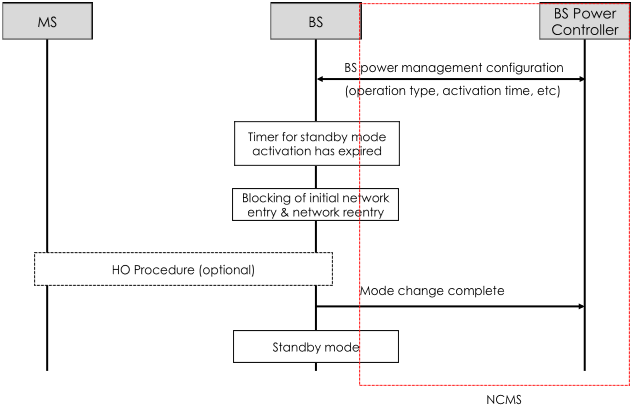 MS
BS
BS Power
Controller
BS power management configuration
(operation type, activation time, etc)
Timer for standby mode
activation has expired
Blocking of initial network
entry & network reentry
HO Procedure (optional)
Mode change complete
Standby mode
NCMS